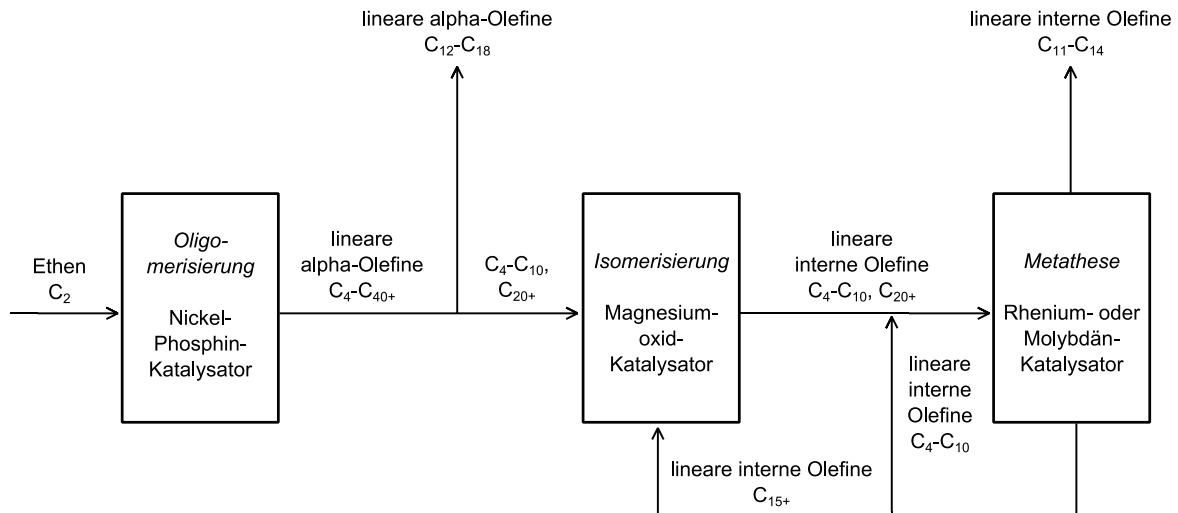 lineare alpha-Olefine
C₁₂-C₁₈
lineare interne Olefine
C₁₁-C₁₄
Ethen
C₂
Oligo-
merisierung
Nickel-
Phosphin-
Katalysator
lineare
alpha-Olefine
C₄-C₄₀₊
C₄-C₁₀,
C₂₀₊
Isomerisierung
Magnesium-
oxid-
Katalysator
lineare
interne Olefine
C₄-C₁₀, C₂₀₊
Metathese
Rhenium- oder
Molybdän-
Katalysator
lineare
interne
Olefine
C₄-C₁₀
lineare interne Olefine
C₁₅₊